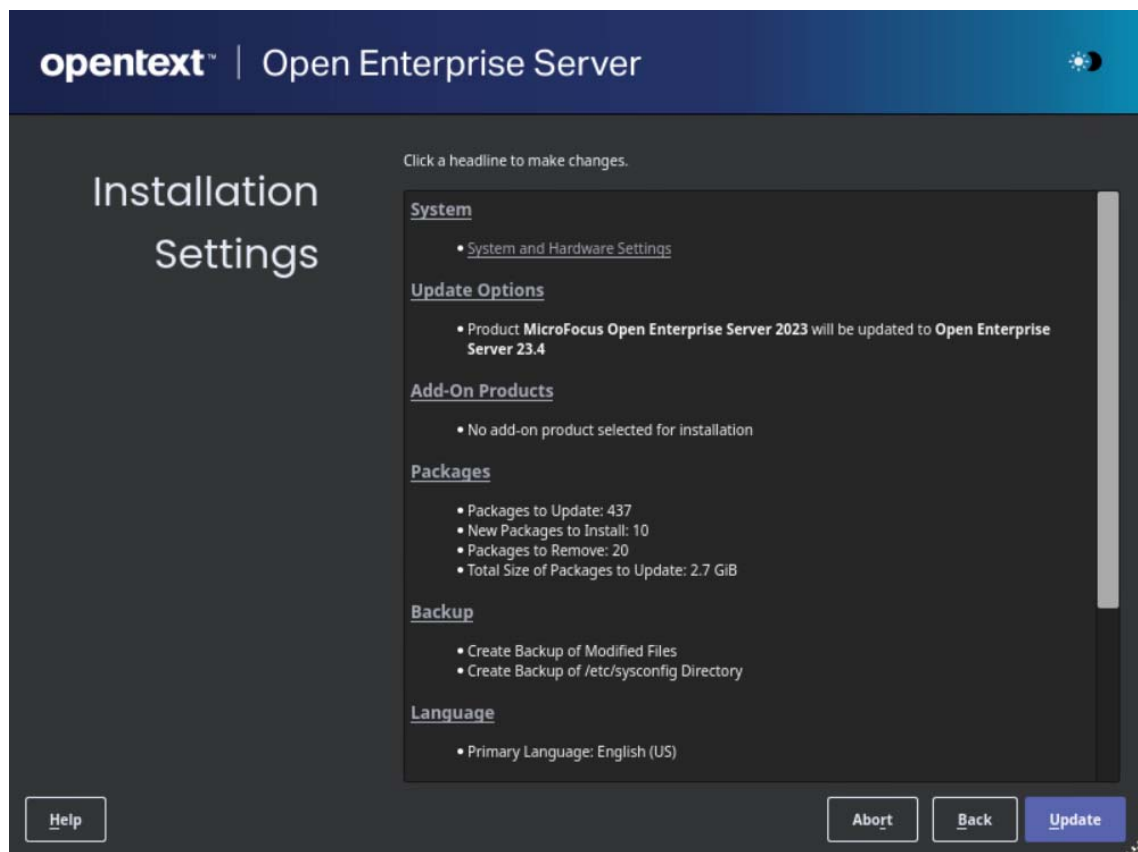 opentext™ | Open Enterprise Server
Installation
Settings
Click a headline to make changes.
System
• System and Hardware Settings
Update Options
• Product MicroFocus Open Enterprise Server 2023 will be updated to Open Enterprise
Server 23.4
Add-On Products
• No add-on product selected for installation
Packages
• Packages to Update: 437
• New Packages to Install: 10
• Packages to Remove: 20
• Total Size of Packages to Update: 2.7 GiB
Backup
• Create Backup of Modified Files
• Create Backup of /etc/sysconfig Directory
Language
• Primary Language: English (US)
Help
Abort
Back
Update